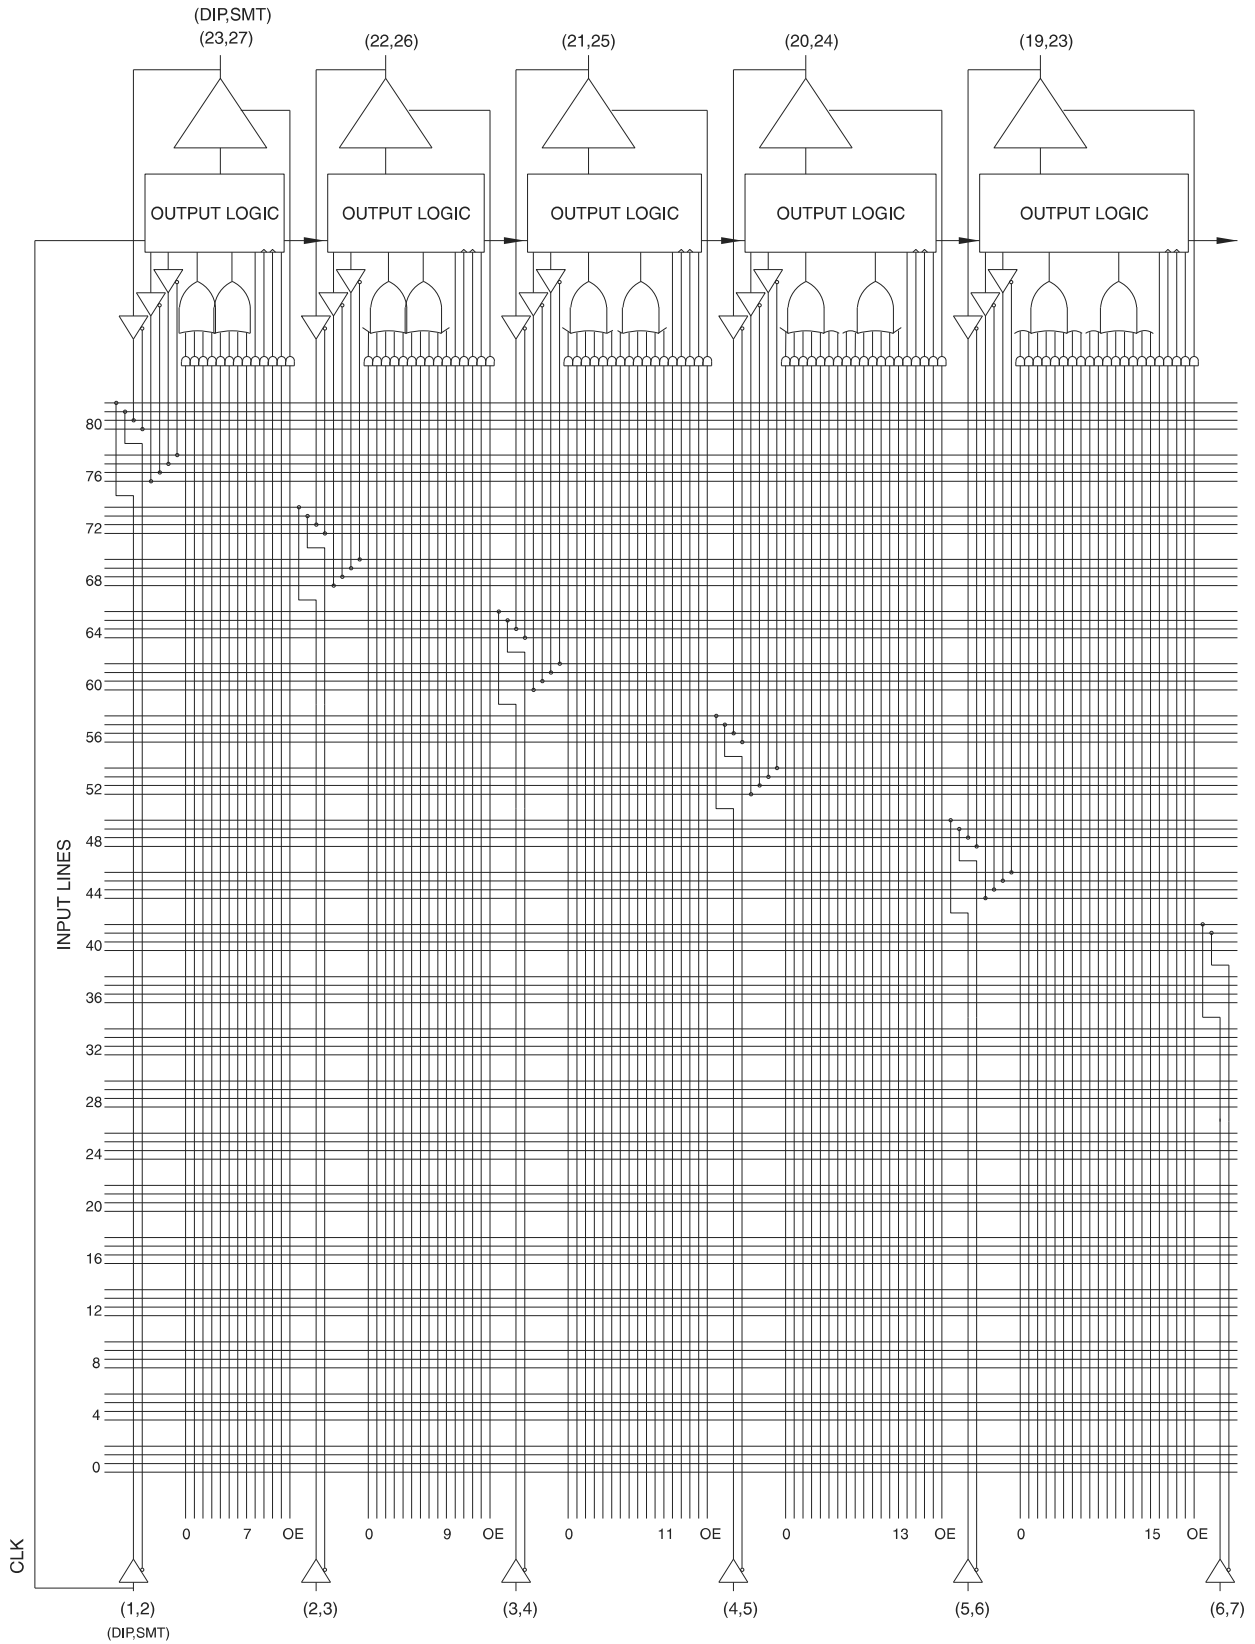 (DIP,SMT)
(23,27)
(22,26)
(21,25)
(20,24)
(19,23)
OUTPUT LOGIC
OUTPUT LOGIC
OUTPUT LOGIC
OUTPUT LOGIC
OUTPUT LOGIC
80
76
72
68
64
60
56
52
48
44
40
36
32
28
24
20
16
12
8
4
0
INPUT LINES
0 7 OE
0 9 OE
0 11 OE
0 13 OE
0 15 OE
CLK
(1,2)
(DIP,SMT)
(2,3)
(3,4)
(4,5)
(5,6)
(6,7)